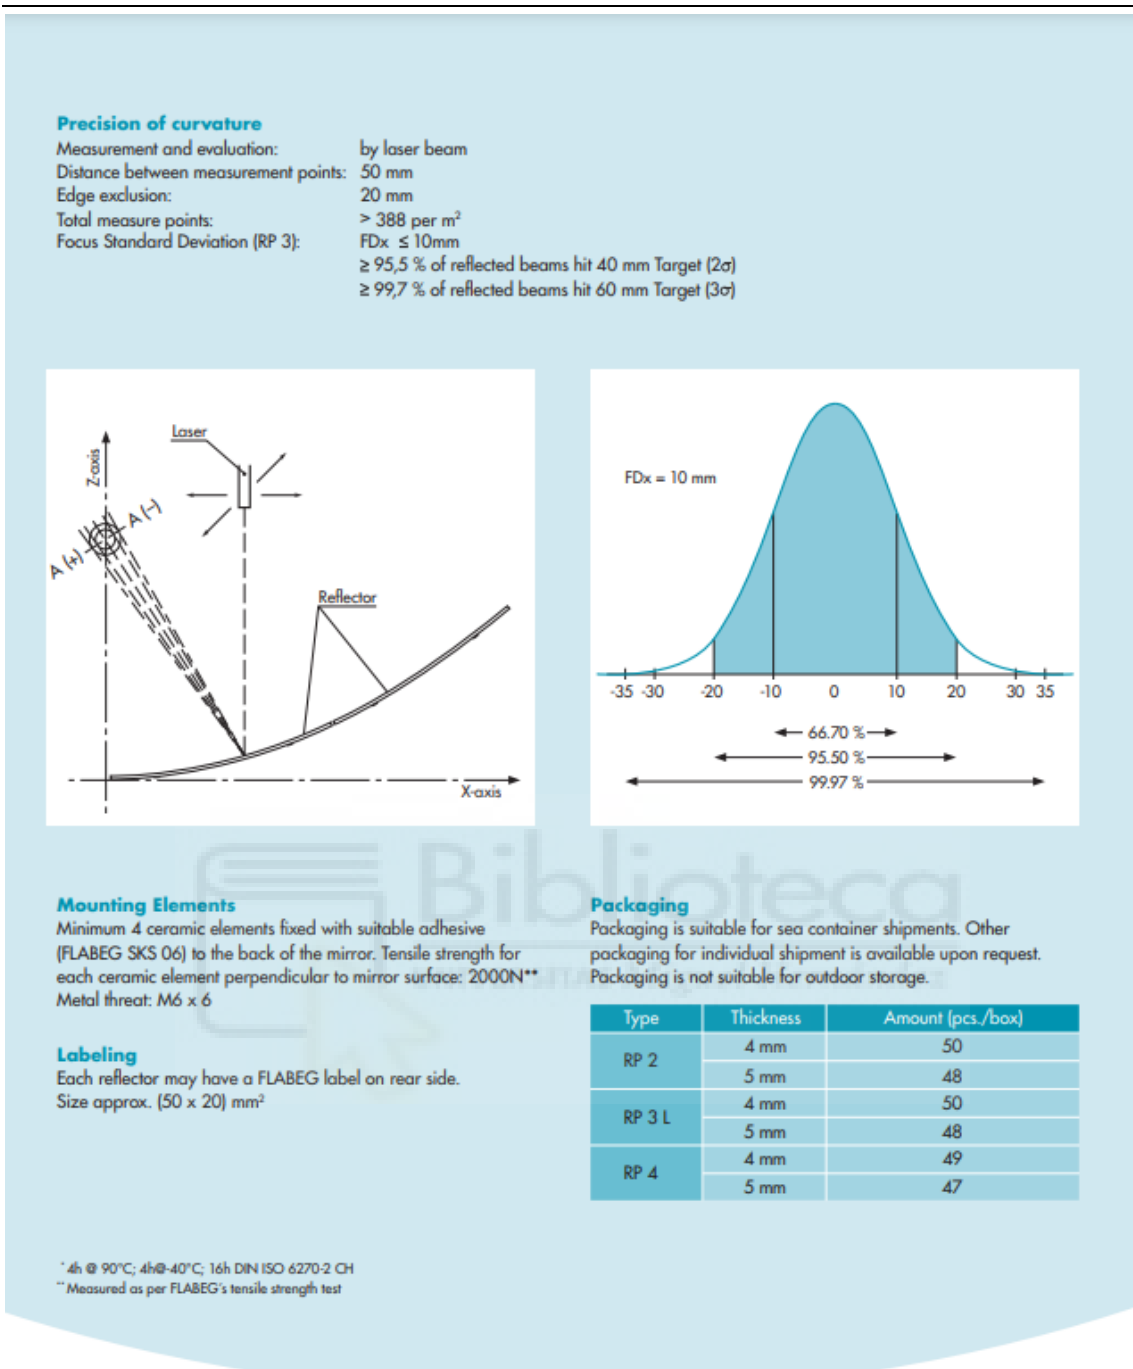 Precision of curvature
Measurement and evaluation: by laser beam
Distance between measurement points: 50 mm
Edge exclusion: 20 mm
Total measure points: > 388 per m²
Focus Standard Deviation (RP 3): FDx ≤ 10mm
≥ 95,5 % of reflected beams hit 40 mm Target (2σ)
≥ 99,7 % of reflected beams hit 60 mm Target (3σ)
Laser
Z-axis
A (-)
A (+)
Reflector
X-axis
FDx = 10 mm
-35 -30 -20 -10 0 10 20 30 35
66.70 %
95.50 %
99.97 %
Biblioteca
Mounting Elements
Minimum 4 ceramic elements fixed with suitable adhesive
(FLABEG SKS 06) to the back of the mirror. Tensile strength for
each ceramic element perpendicular to mirror surface: 2000N**
Metal threat: M6 x 6
Labeling
Each reflector may have a FLABEG label on rear side.
Size approx. (50 x 20) mm²
Packaging
Packaging is suitable for sea container shipments. Other
packaging for individual shipment is available upon request.
Packaging is not suitable for outdoor storage.
Type Thickness Amount (pcs./box)
RP 2 4 mm 50
5 mm 48
RP 3 L 4 mm 50
5 mm 48
RP 4 4 mm 49
5 mm 47
* 4h @ 90°C; 4h@-40°C; 16h DIN ISO 6270-2 CH
** Measured as per FLABEG's tensile strength test